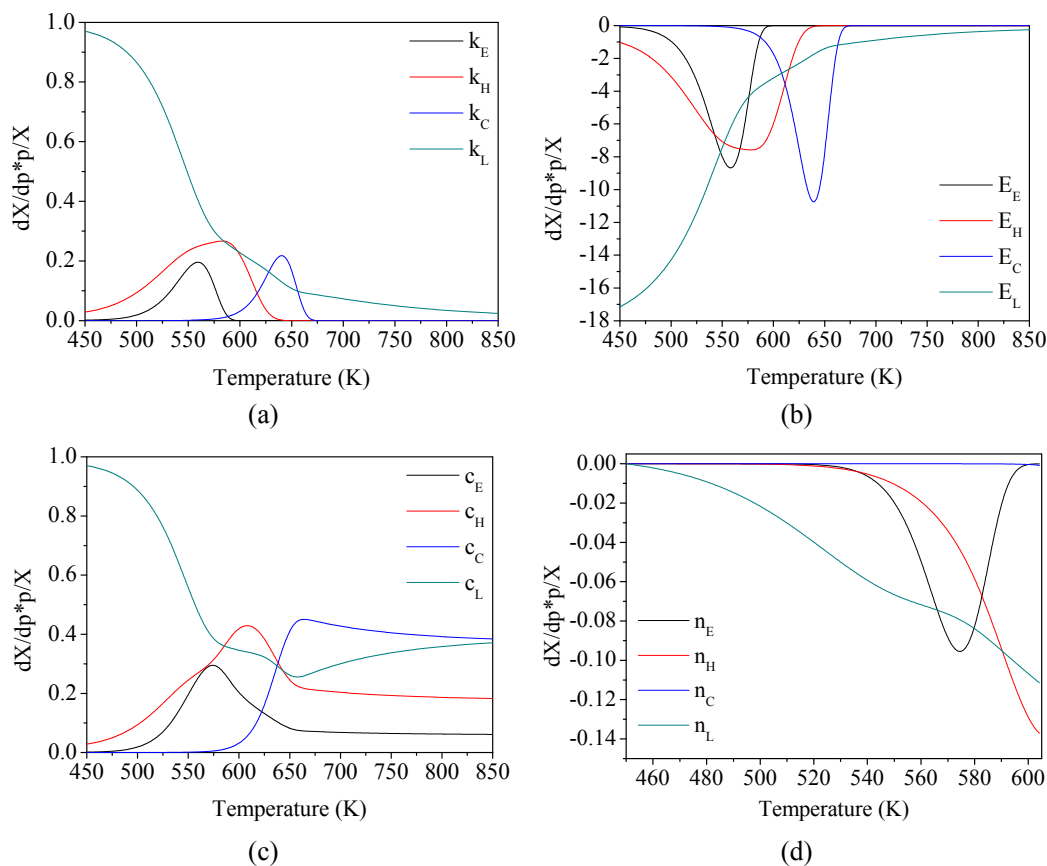 1.0
0.8
0.6
0.4
0.2
0.0
dX/dp*p/X
k_E
k_H
k_C
k_L
450 500 550 600 650 700 750 800 850
Temperature (K)
(a)
0
-2
-4
-6
-8
-10
-12
-14
-16
-18
dX/dp*p/X
E_E
E_H
E_C
E_L
450 500 550 600 650 700 750 800 850
Temperature (K)
(b)
1.0
0.8
0.6
0.4
0.2
0.0
dX/dp*p/X
c_E
c_H
c_C
c_L
450 500 550 600 650 700 750 800 850
Temperature (K)
(c)
0.00
-0.02
-0.04
-0.06
-0.08
-0.10
-0.12
-0.14
dX/dp*p/X
n_E
n_H
n_C
n_L
460 480 500 520 540 560 580 600
Temperature (K)
(d)